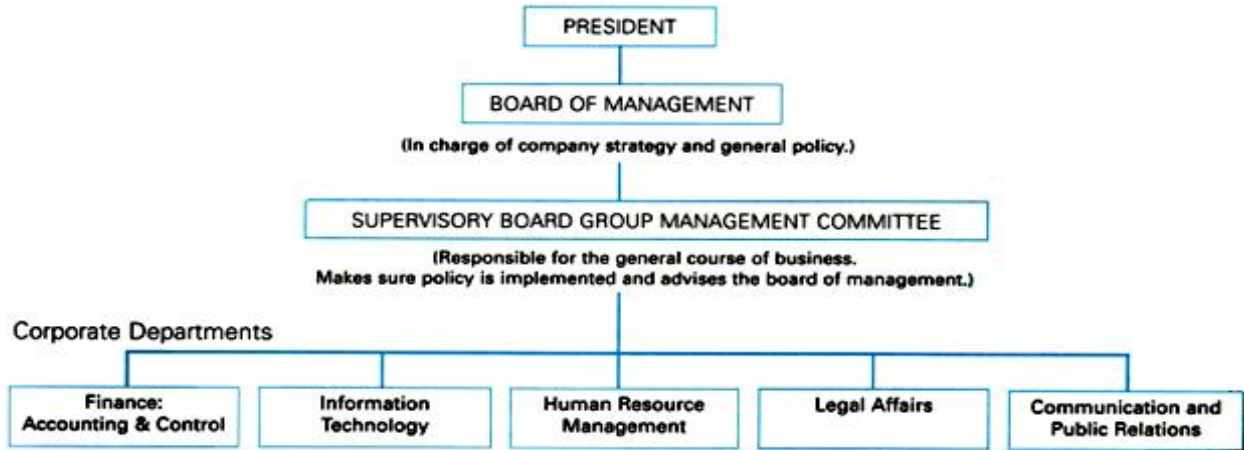 PRESIDENT
BOARD OF MANAGEMENT
(In charge of company strategy and general policy.)
SUPERVISORY BOARD GROUP MANAGEMENT COMMITTEE
(Responsible for the general course of business.
Makes sure policy is implemented and advises the board of management.)
Corporate Departments
Finance:
Accounting & Control
Information
Technology
Human Resource
Management
Legal Affairs
Communication and
Public Relations